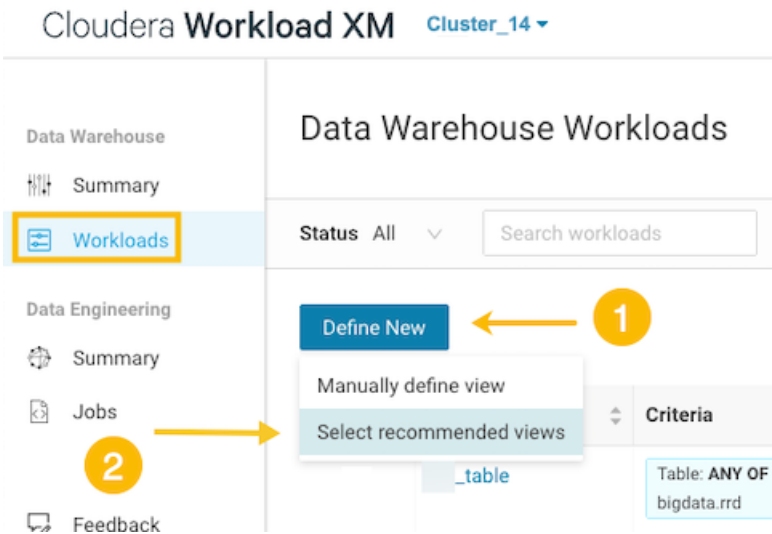 Cloudera Workload XM Cluster_14
Data Warehouse
Summary
Workloads
Data Engineering
Summary
Jobs
2
Feedback
Data Warehouse Workloads
Status All Search workloads
Define New 1
Manually define view
Select recommended views
Criteria
_table
Table: ANY OF
bigdata.rrd